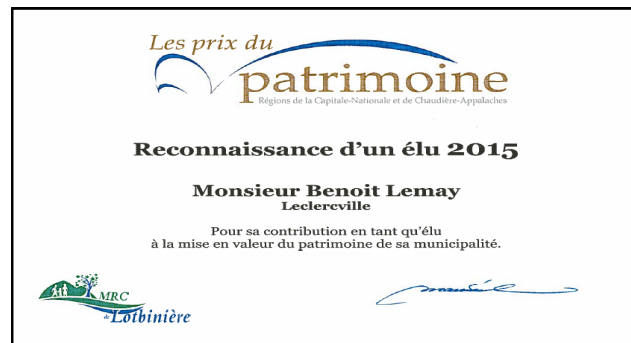 Les prix du
patrimoine
Régions de la Capitale-Nationale et de Chaudière-Appalaches
Reconnaissance d'un élu 2015
Monsieur Benoit Lemay
Leclercville
Pour sa contribution en tant qu'élu
à la mise en valeur du patrimoine de sa municipalité.
MRC
de Lotbinière